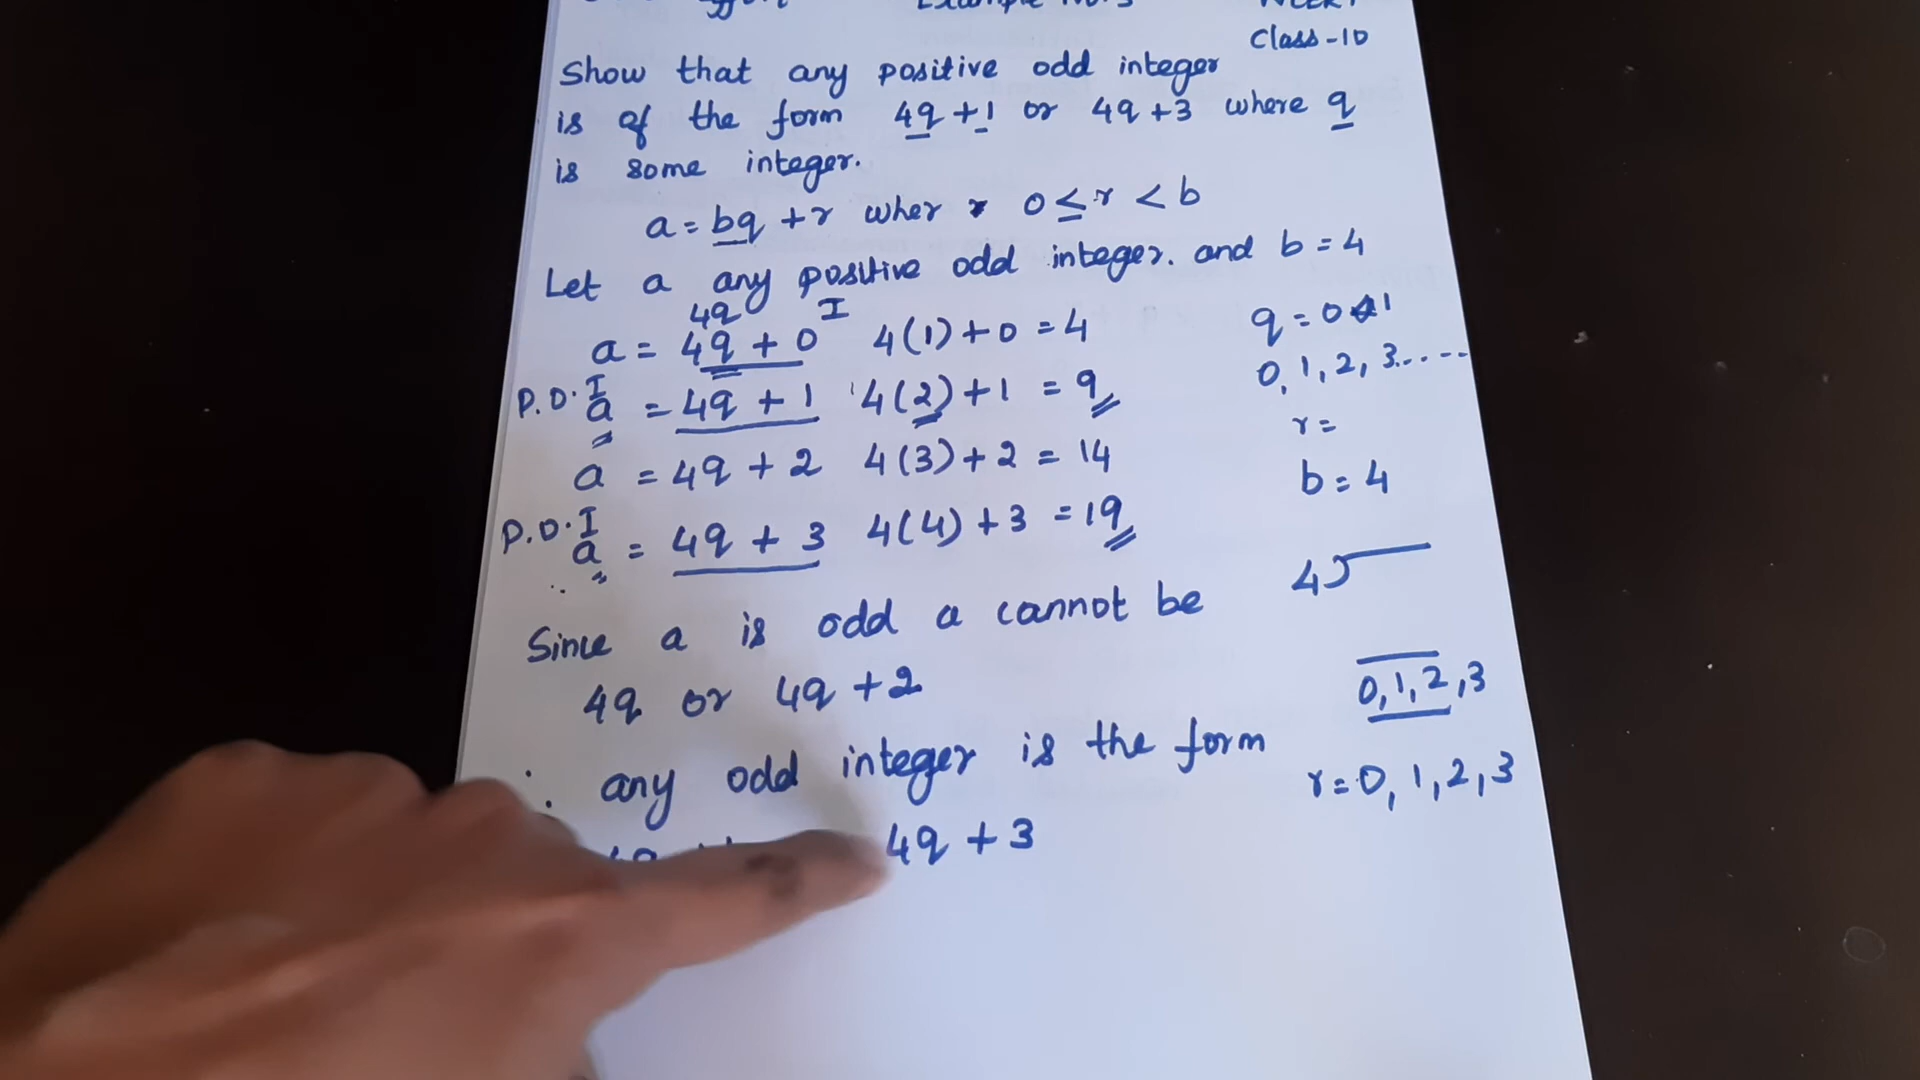 Class-10
Show that any positive odd integer
is of the form 4q + 1 or 4q + 3 where q
is some integer.
a = bq + r wher 0 ≤ r < b
Let a any positive odd integer. and b = 4
4q I
a = 4q + 0 4(1) + 0 = 4
q = 0 1
0, 1, 2, 3.....
P.O.I
a = 4q + 1 4(2) + 1 = 9
r =
a = 4q + 2 4(3) + 2 = 14
b = 4
P.O.I
a = 4q + 3 4(4) + 3 = 19
4
Since a is odd a cannot be
4q or 4q + 2
0, 1, 2, 3
∴ any odd integer is the form
r = 0, 1, 2, 3
4q + 3